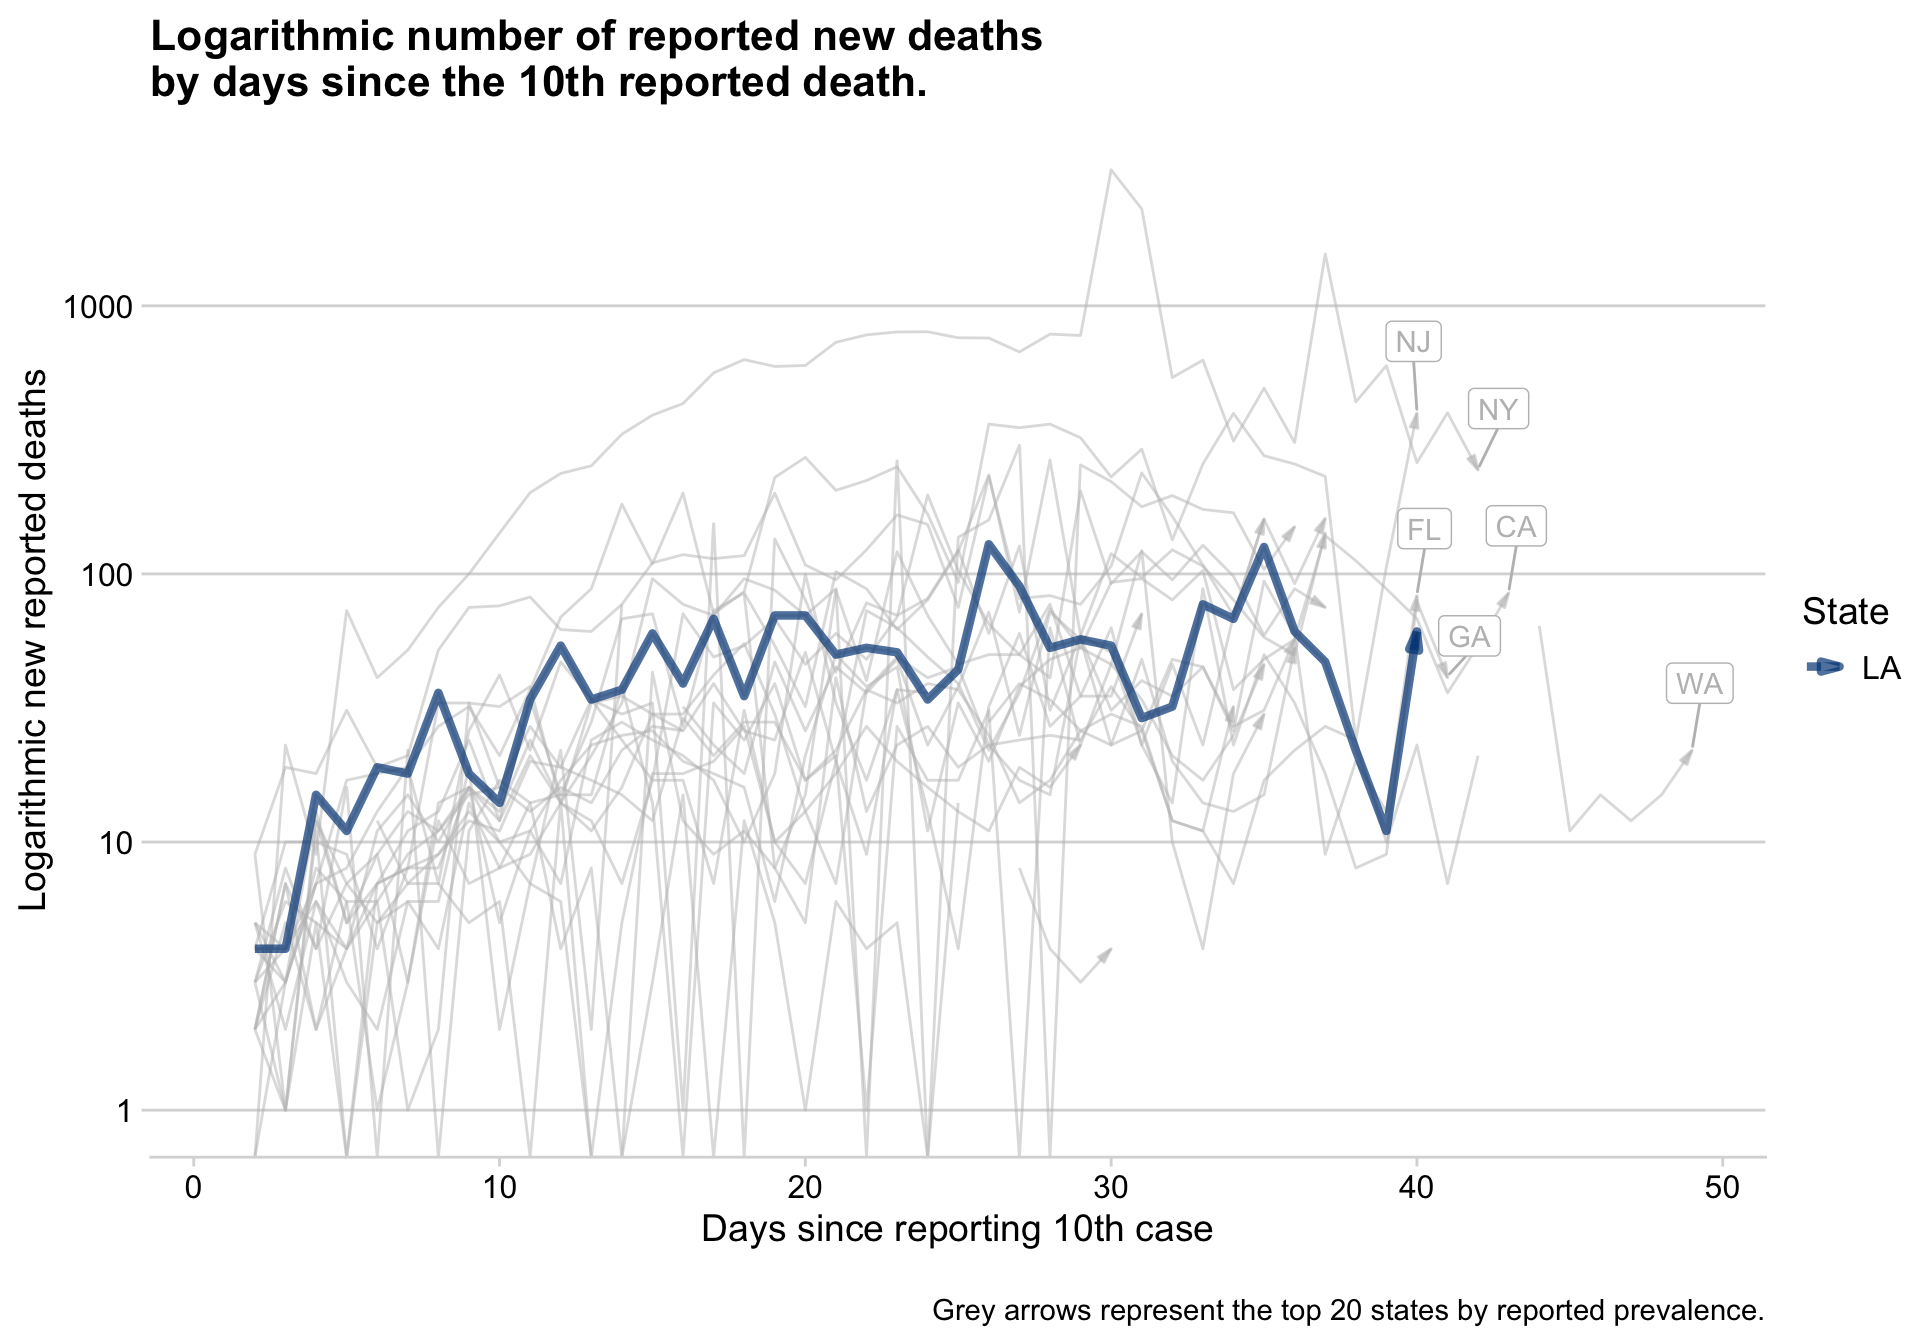 Logarithmic number of reported new deaths
by days since the 10th reported death.
Logarithmic new reported deaths
1000
100
10
1
NJ
NY
FL
CA
GA
WA
State
LA
0 10 20 30 40 50
Days since reporting 10th case
Grey arrows represent the top 20 states by reported prevalence.